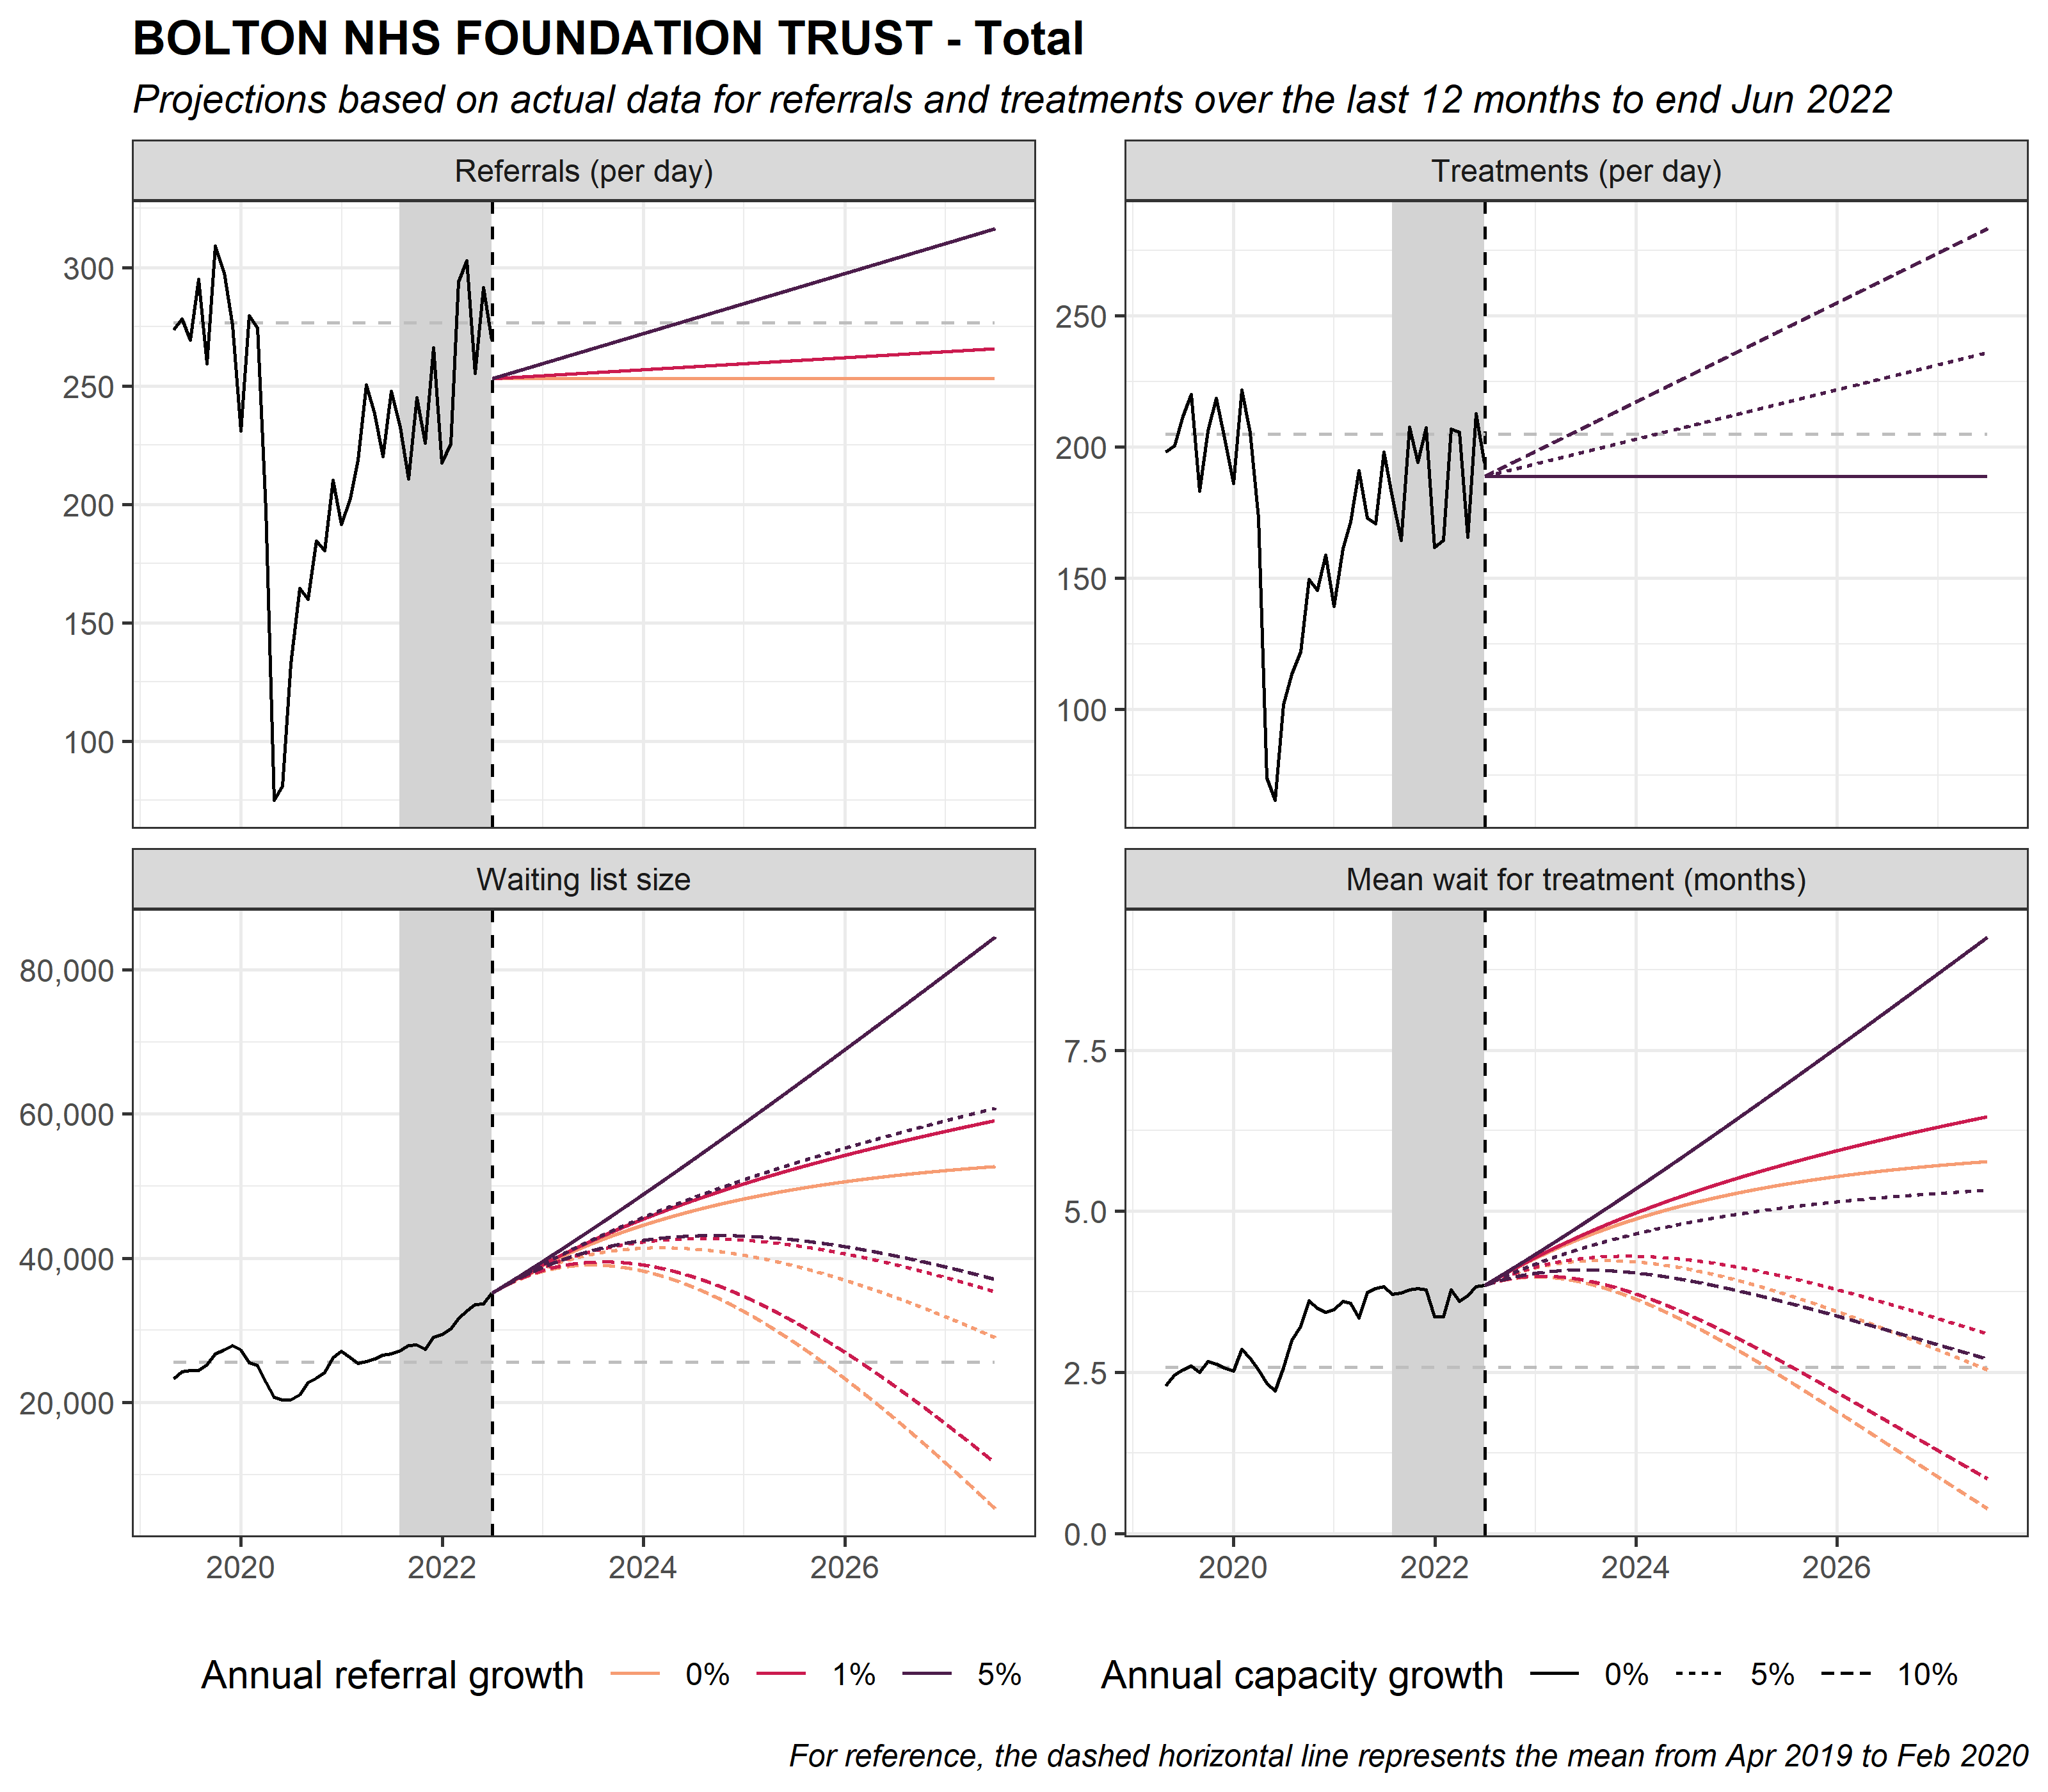 BOLTON NHS FOUNDATION TRUST - Total
Projections based on actual data for referrals and treatments over the last 12 months to end Jun 2022
Referrals (per day)
300
250
200
150
100
Treatments (per day)
250
200
150
100
Waiting list size
80,000
60,000
40,000
20,000
2020 2022 2024 2026
Mean wait for treatment (months)
7.5
5.0
2.5
0.0
2020 2022 2024 2026
Annual referral growth 0% 1% 5%
Annual capacity growth 0% 5% 10%
For reference, the dashed horizontal line represents the mean from Apr 2019 to Feb 2020